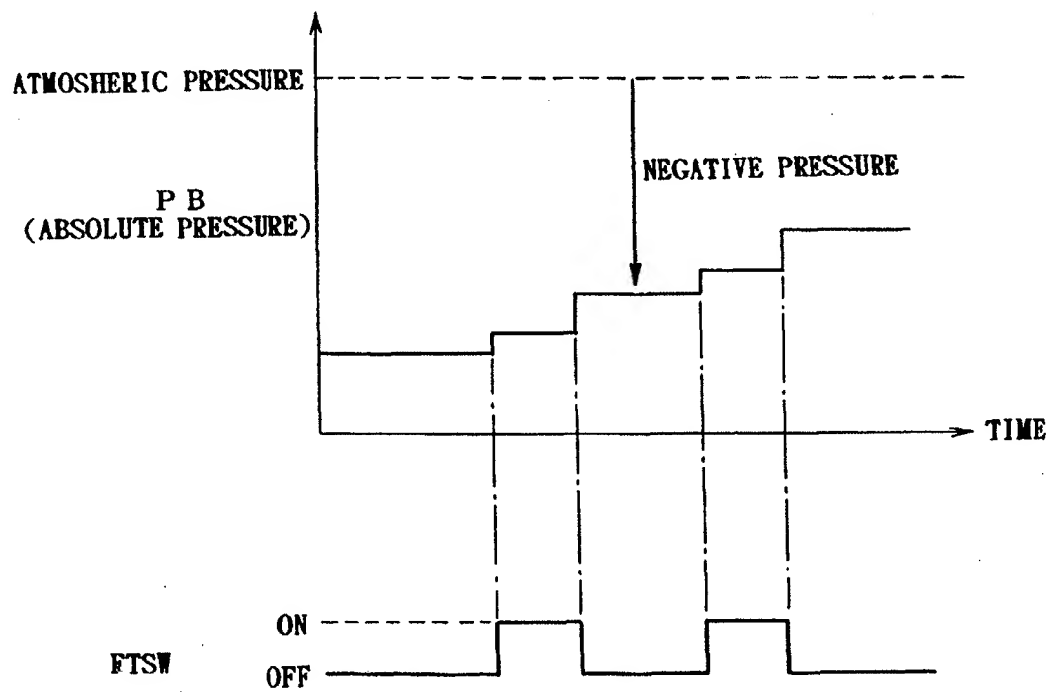 ATMOSHERIC PRESSURE
NEGATIVE PRESSURE
P B
(ABSOLUTE PRESSURE)
TIME
ON
FTSW
OFF